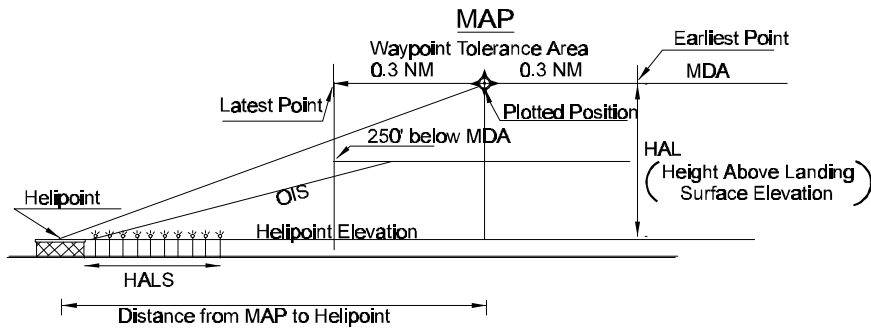 MAP
Waypoint Tolerance Area
0.3 NM
0.3 NM
Earliest Point
MDA
Latest Point
Plotted Position
250' below MDA
HAL
(Height Above Landing
Surface Elevation)
OIS
Helipoint
Helipoint Elevation
HALS
Distance from MAP to Helipoint